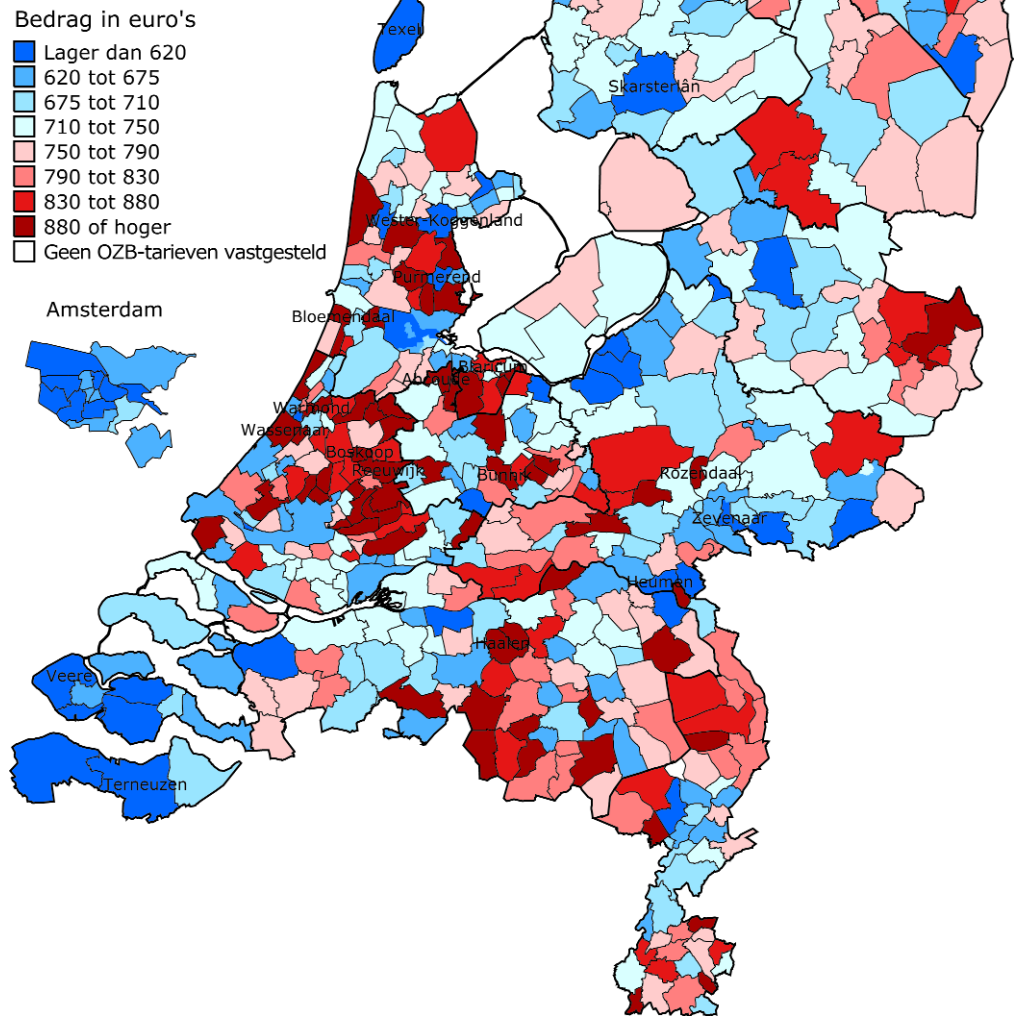 Bedrag in euro's
Lager dan 620
620 tot 675
675 tot 710
710 tot 750
750 tot 790
790 tot 830
830 tot 880
880 of hoger
Geen OZB-tarieven vastgesteld
Amsterdam
Texel
Skarsterlân
Wester-Koggenland
Purmerend
Bloemendaal
Blaricum
Abcoude
Warmond
Wassenaar
Boskoop
Reeuwijk
Bunnik
Rozendaal
Zevenaar
Heumen
Haaren
Veere
Terneuzen